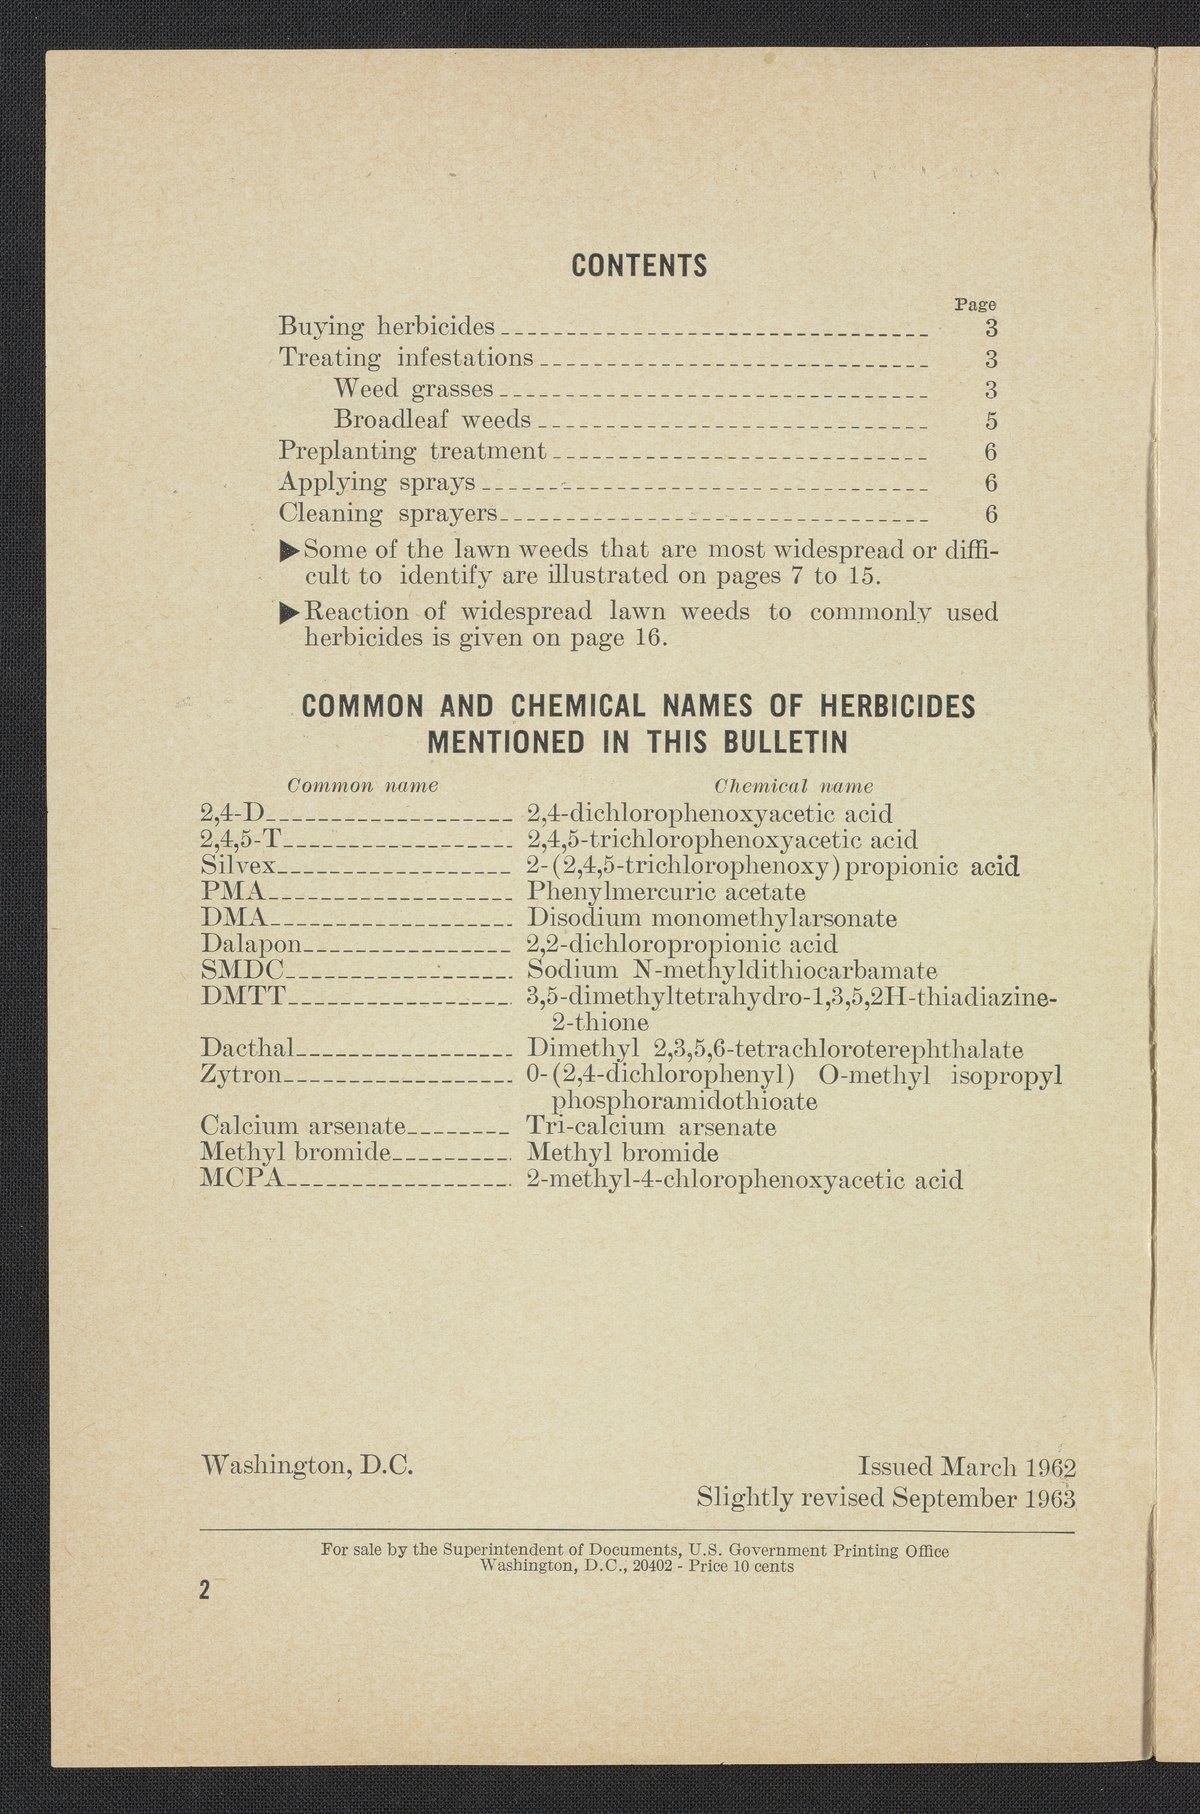 CONTENTS
Page
Buying herbicides 3
Treating infestations 3
Weed grasses 3
Broadleaf weeds 5
Preplanting treatment 6
Applying sprays 6
Cleaning sprayers 6
▶Some of the lawn weeds that are most widespread or diffi-
cult to identify are illustrated on pages 7 to 15.
▶Reaction of widespread lawn weeds to commonly used
herbicides is given on page 16.
COMMON AND CHEMICAL NAMES OF HERBICIDES
MENTIONED IN THIS BULLETIN
Common name Chemical name
2,4-D 2,4-dichlorophenoxyacetic acid
2,4,5-T 2,4,5-trichlorophenoxyacetic acid
Silvex 2-(2,4,5-trichlorophenoxy)propionic acid
PMA Phenylmercuric acetate
DMA Disodium monomethylarsonate
Dalapon 2,2-dichloropropionic acid
SMDC Sodium N-methyldithiocarbamate
DMTT 3,5-dimethyltetrahydro-1,3,5,2H-thiadiazine-
2-thione
Dacthal Dimethyl 2,3,5,6-tetrachloroterephthalate
Zytron 0-(2,4-dichlorophenyl) O-methyl isopropyl
phosphoramidothioate
Calcium arsenate Tri-calcium arsenate
Methyl bromide Methyl bromide
MCPA 2-methyl-4-chlorophenoxyacetic acid
Washington, D.C. Issued March 1962
Slightly revised September 1963
For sale by the Superintendent of Documents, U.S. Government Printing Office
Washington, D.C., 20402 - Price 10 cents
2